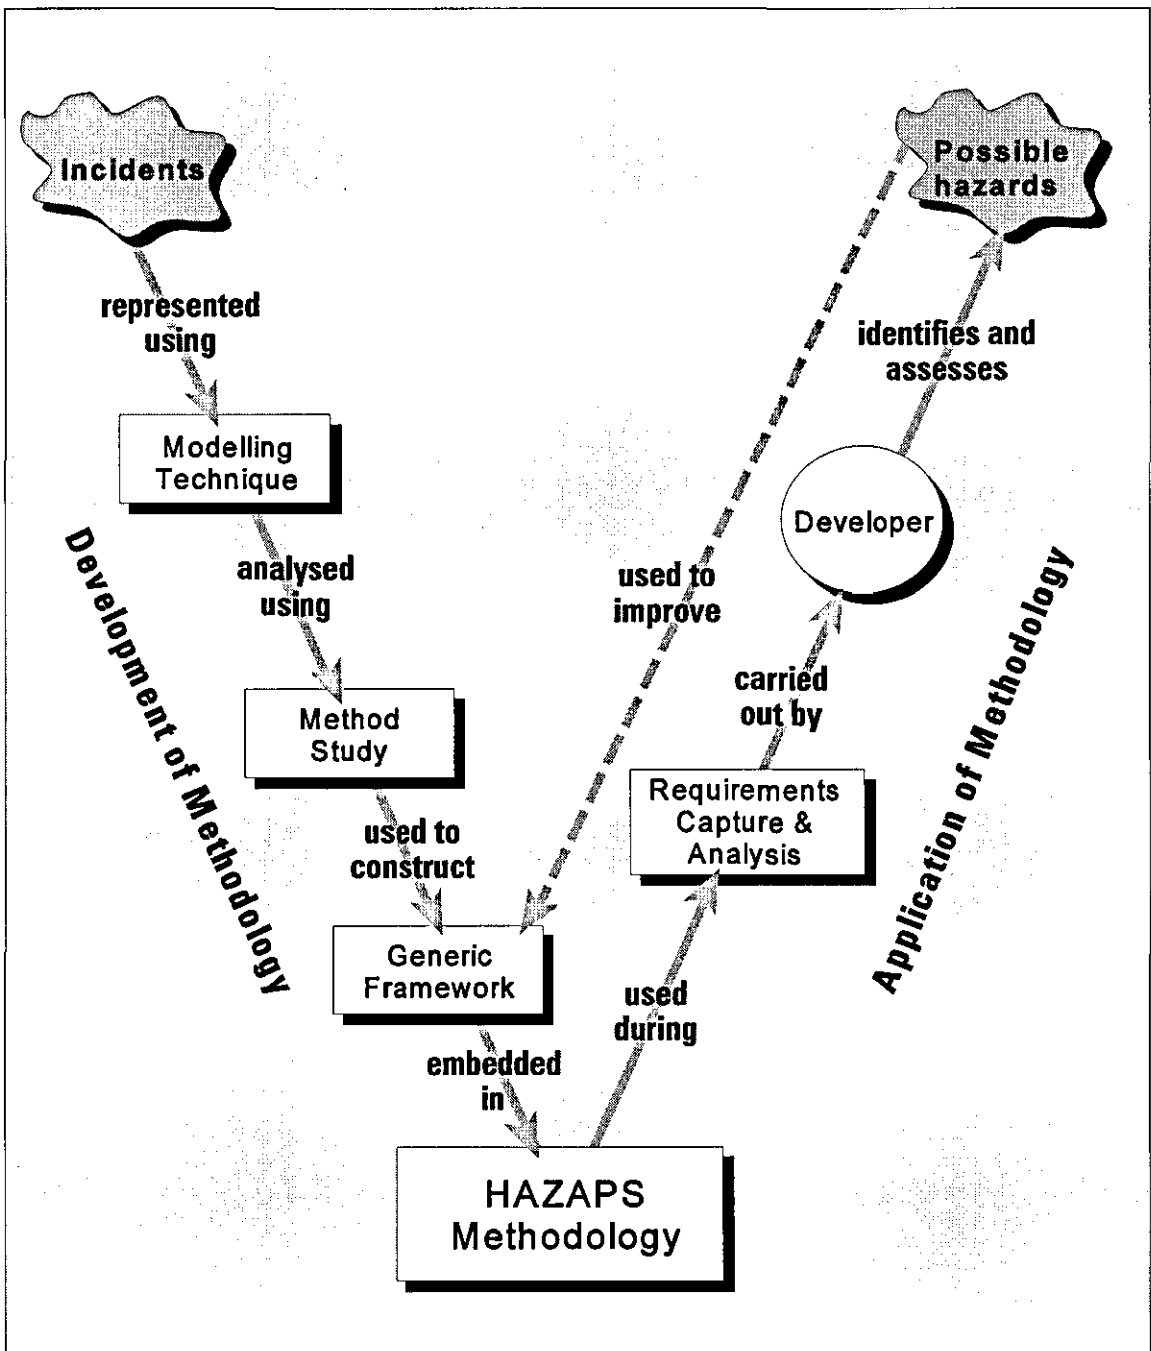 Incidents
represented
using
Modelling
Technique
analysed
using
Method
Study
used to
construct
Generic
Framework
embedded
in
HAZAPS
Methodology
Development of Methodology
Possible
hazards
identifies and
assesses
Developer
used to
improve
carried
out by
Requirements
Capture &
Analysis
used
during
Application of Methodology